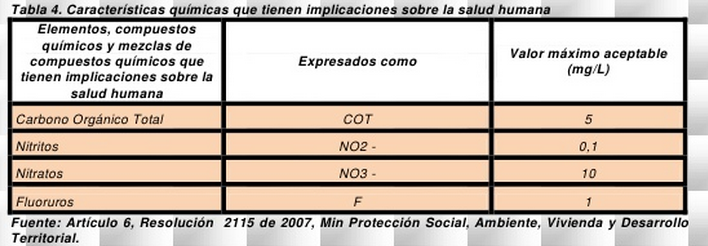 Tabla 4. Características químicas que tienen implicaciones sobre la salud humana
Elementos, compuestos
químicos y mezclas de
compuestos químicos que
tienen implicaciones sobre la
salud humana
Expresados como
Valor máximo aceptable
(mg/L)
Carbono Orgánico Total COT 5
Nitritos NO2 - 0,1
Nitratos NO3 - 10
Fluoruros F 1
Fuente: Artículo 6, Resolución 2115 de 2007, Min Protección Social, Ambiente, Vivienda y Desarrollo
Territorial.